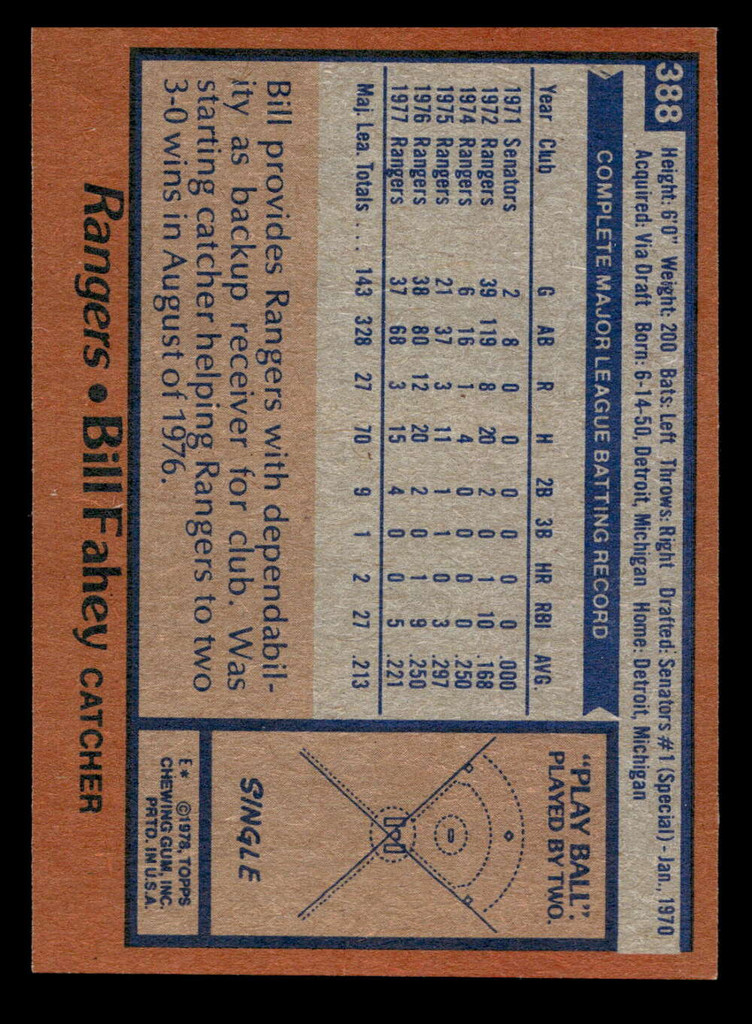 388
Height: 6'0" Weight: 200 Bats: Left Throws: Right Drafted: Senators #1 (Special) - Jan., 1970
Acquired: Via Draft Born: 6-14-50, Detroit, Michigan Home: Detroit, Michigan
COMPLETE MAJOR LEAGUE BATTING RECORD
Year Club G AB R H 2B 3B HR RBI AVG.
1971 Senators 2 8 0 0 0 0 0 0 .000
1972 Rangers 39 119 8 20 2 0 1 10 .168
1974 Rangers 6 16 1 4 0 0 0 0 .250
1975 Rangers 21 37 3 11 1 1 0 3 .297
1976 Rangers 38 80 12 20 2 0 1 9 .250
1977 Rangers 37 68 3 15 4 0 0 5 .221
Maj. Lea. Totals .... 143 328 27 70 9 1 2 27 .213
Bill provides Rangers with dependabil-
ity as backup receiver for club. Was
starting catcher helping Rangers to two
3-0 wins in August of 1976.
"PLAY BALL".
PLAYED BY TWO.
SINGLE
E* ©1978, TOPPS
CHEWING GUM, INC.
PRTD. IN U.S.A.
Rangers • Bill Fahey CATCHER